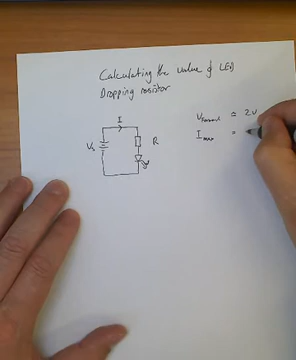 Calculating the value of LED
Dropping resistor
I
Vs
R
Vforward ≈ 2v
Imax =